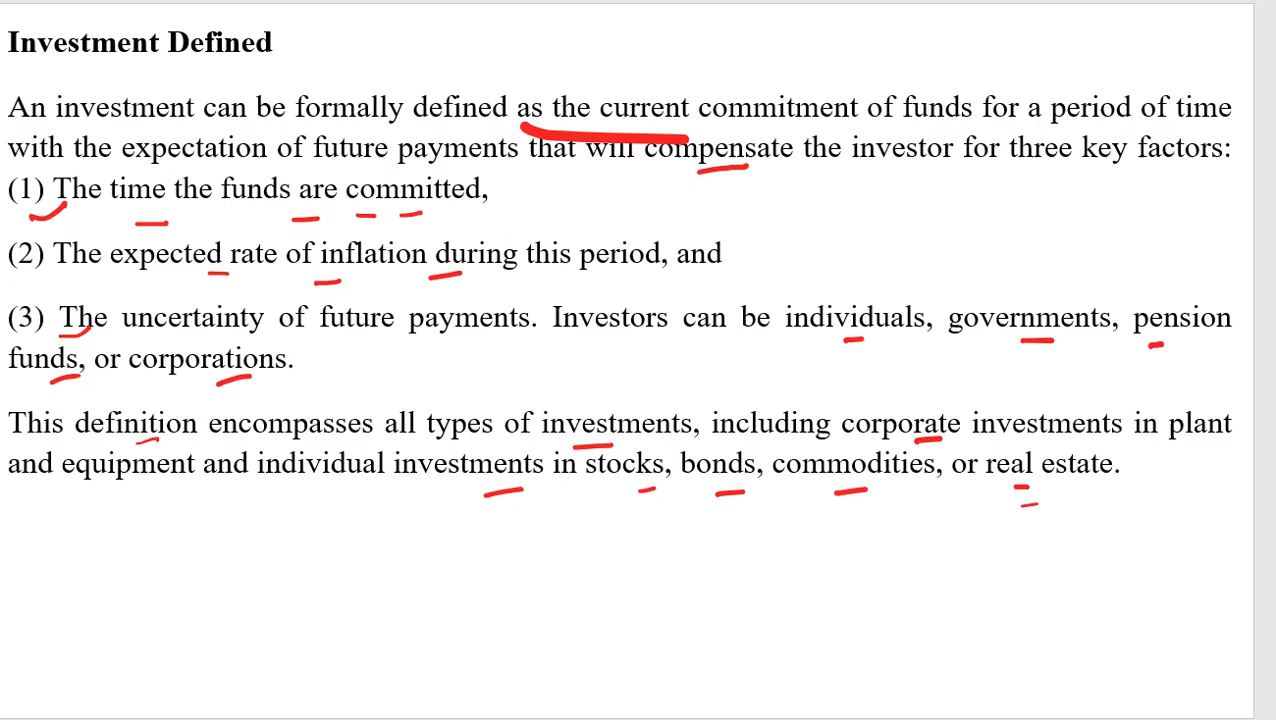 Investment Defined
An investment can be formally defined as the current commitment of funds for a period of time
with the expectation of future payments that will compensate the investor for three key factors:
(1) The time the funds are committed,
(2) The expected rate of inflation during this period, and
(3) The uncertainty of future payments. Investors can be individuals, governments, pension
funds, or corporations.
This definition encompasses all types of investments, including corporate investments in plant
and equipment and individual investments in stocks, bonds, commodities, or real estate.